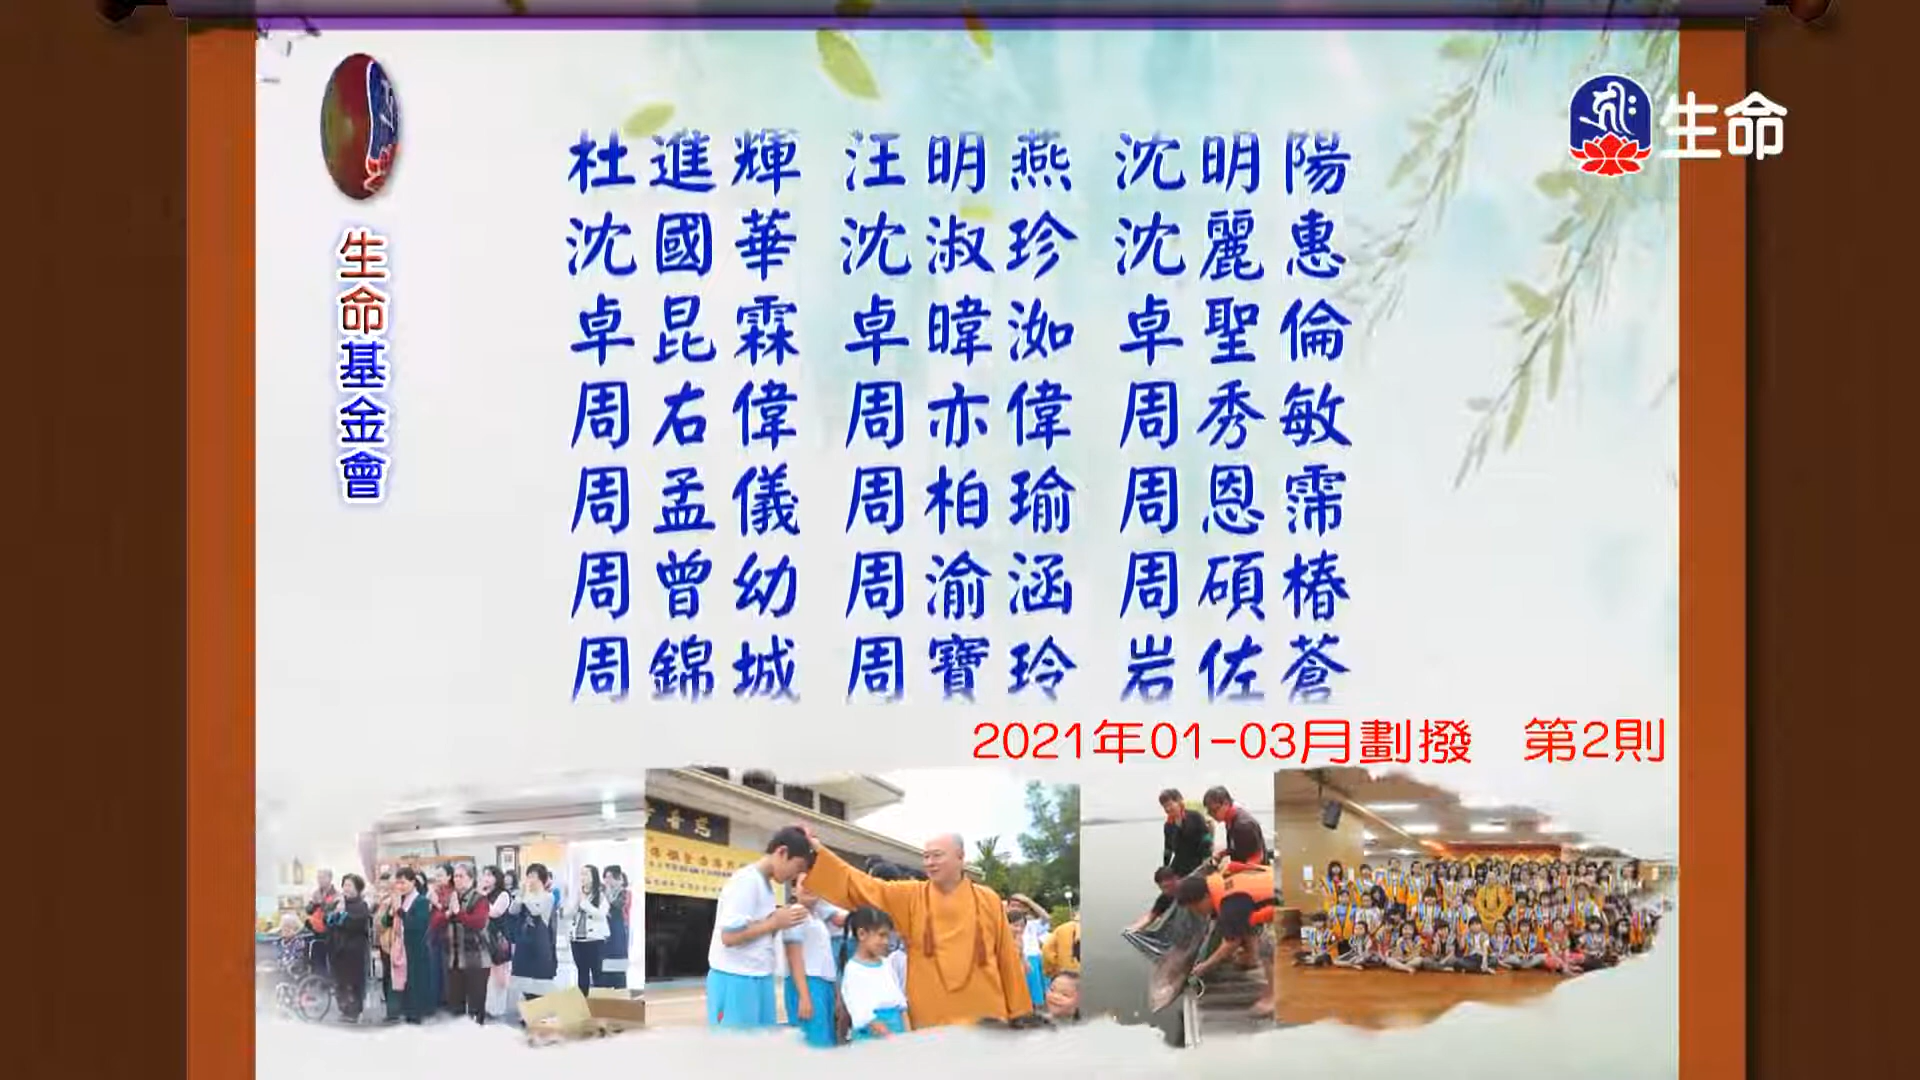 生命
生命基金會
杜進輝 汪明燕 沈明陽
沈國華 沈淑珍 沈麗惠
卓昆霖 卓暐洳 卓聖倫
周右偉 周亦偉 周秀敏
周孟儀 周柏瑜 周恩霈
周曾幼 周渝涵 周碩椿
周錦城 周寶玲 岩佐蒼
2021年01-03月劃撥 第2則